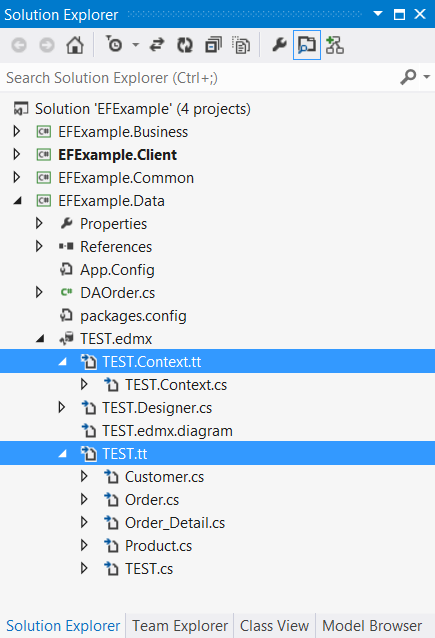 Solution Explorer
Search Solution Explorer (Ctrl+;)
Solution 'EFExample' (4 projects)
C# EFExample.Business
C# EFExample.Client
C# EFExample.Common
C# EFExample.Data
Properties
References
App.Config
C# DAOrder.cs
packages.config
TEST.edmx
TEST.Context.tt
TEST.Context.cs
TEST.Designer.cs
TEST.edmx.diagram
TEST.tt
Customer.cs
Order.cs
Order_Detail.cs
Product.cs
TEST.cs
Solution Explorer Team Explorer Class View Model Browser